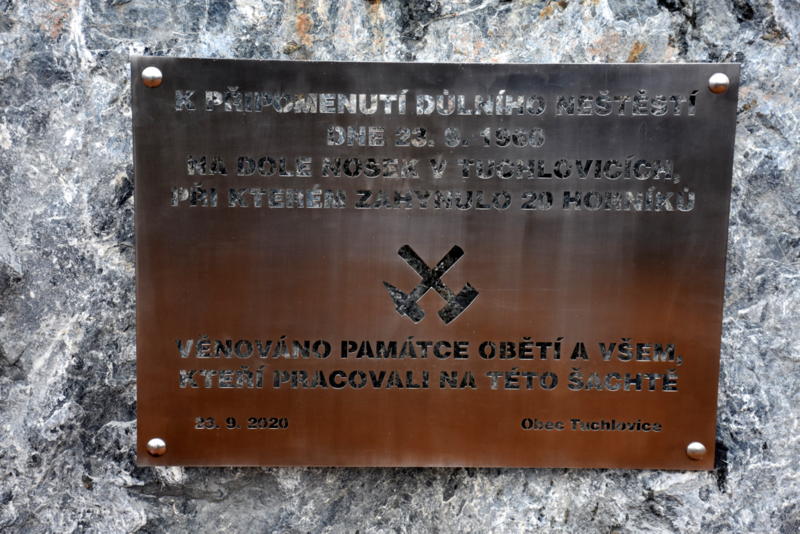 K PŘIPOMENUTÍ DŮLNÍHO NEŠTĚSTÍ
DNE 23. 9. 1960
NA DOLE NOSEK V TUCHLOVICÍCH,
PŘI KTERÉM ZAHYNULO 20 HORNÍKŮ
VĚNOVÁNO PAMÁTCE OBĚTÍ A VŠEM,
KTEŘÍ PRACOVALI NA TÉTO ŠACHTĚ
23. 9. 2020
Obec Tuchlovice